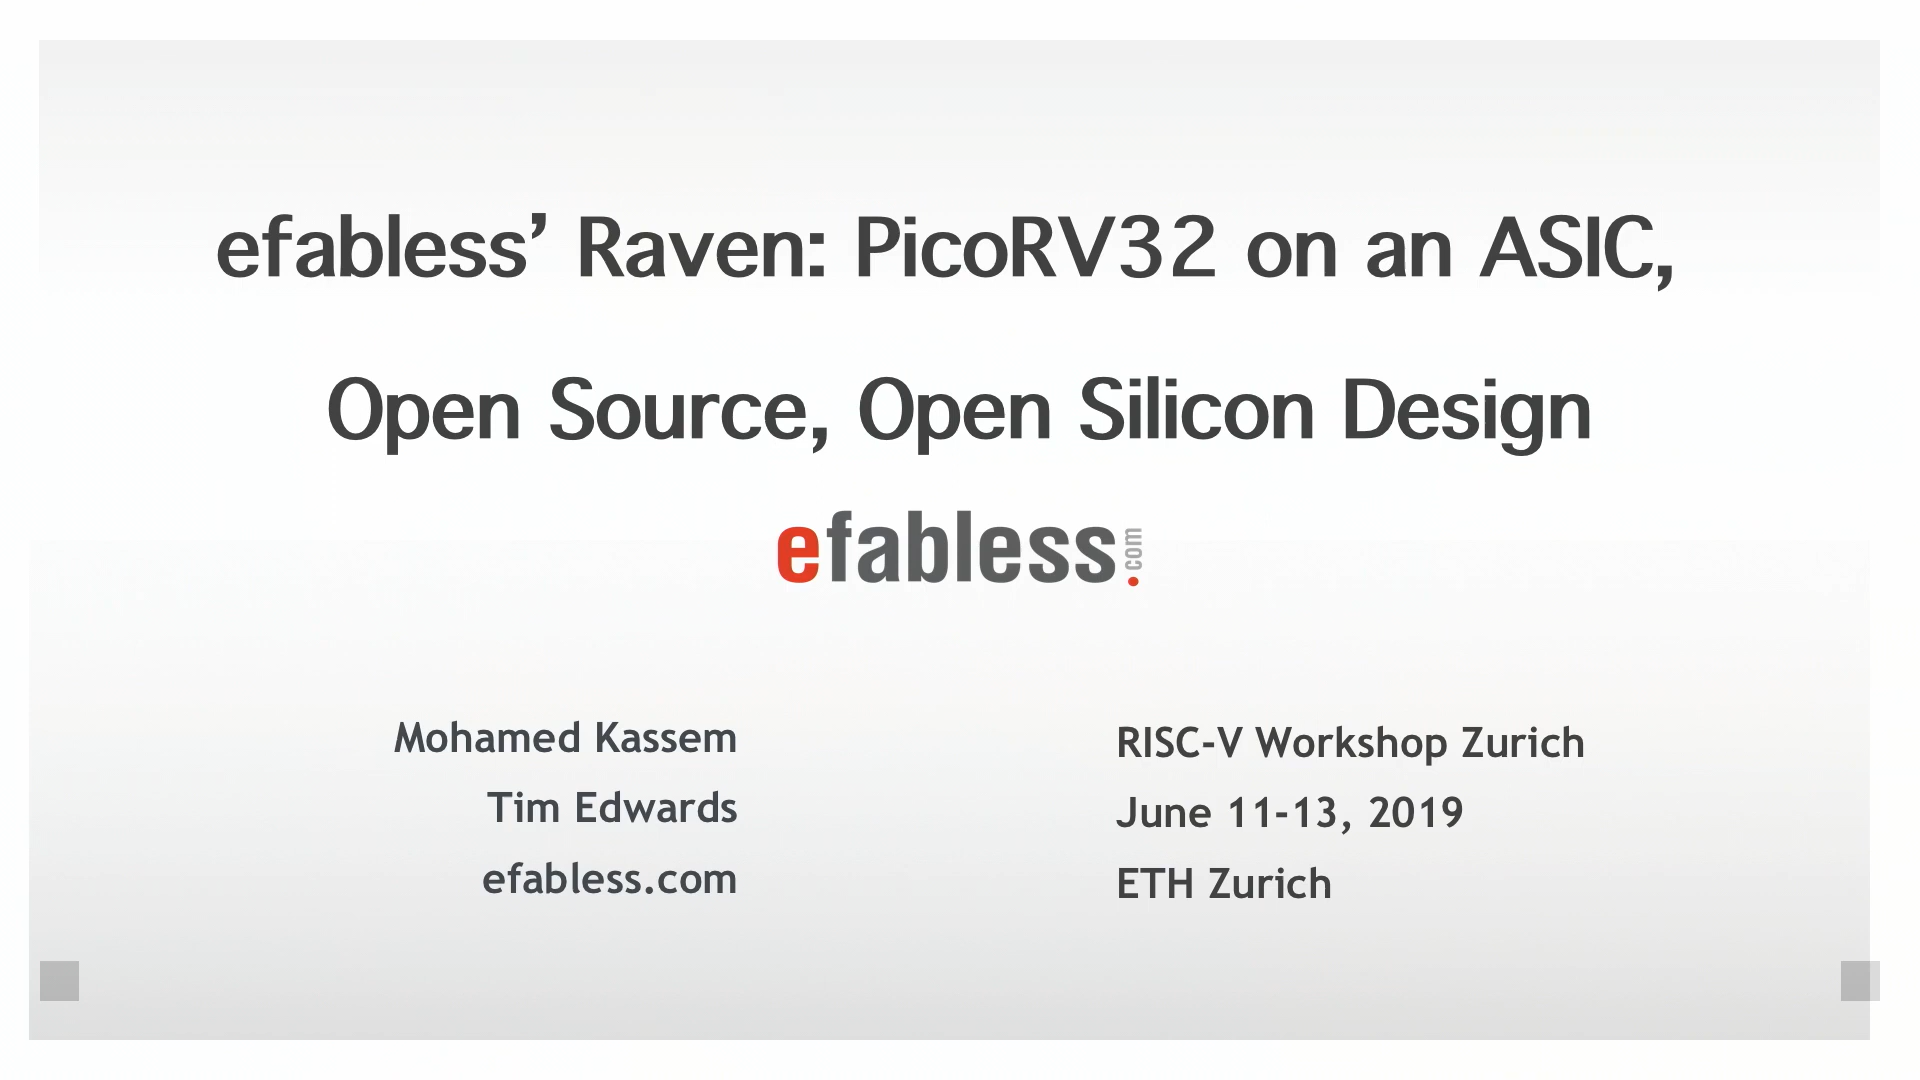 efabless’ Raven: PicoRV32 on an ASIC,
Open Source, Open Silicon Design
efabless.com
Mohamed Kassem
Tim Edwards
efabless.com
RISC-V Workshop Zurich
June 11-13, 2019
ETH Zurich